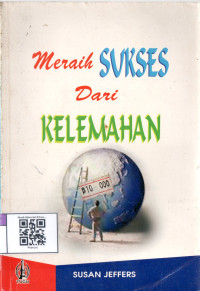 Meraih SUKSES
Dari
KELEMAHAN
SUSAN JEFFERS